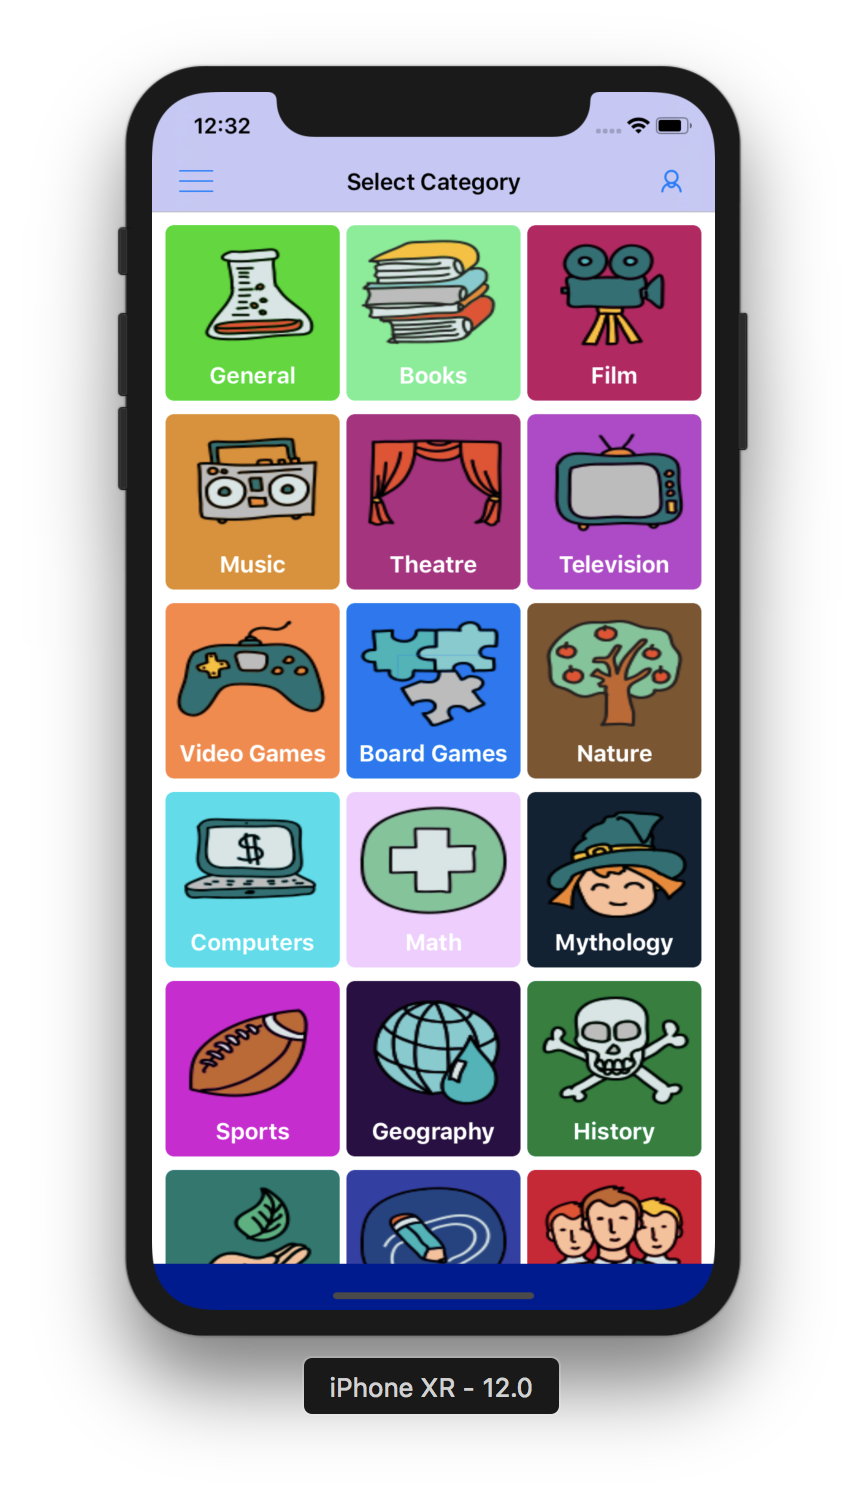 12:32
Select Category
General
Books
Film
Music
Theatre
Television
Video Games
Board Games
Nature
$
Computers
Math
Mythology
Sports
Geography
History
iPhone XR - 12.0